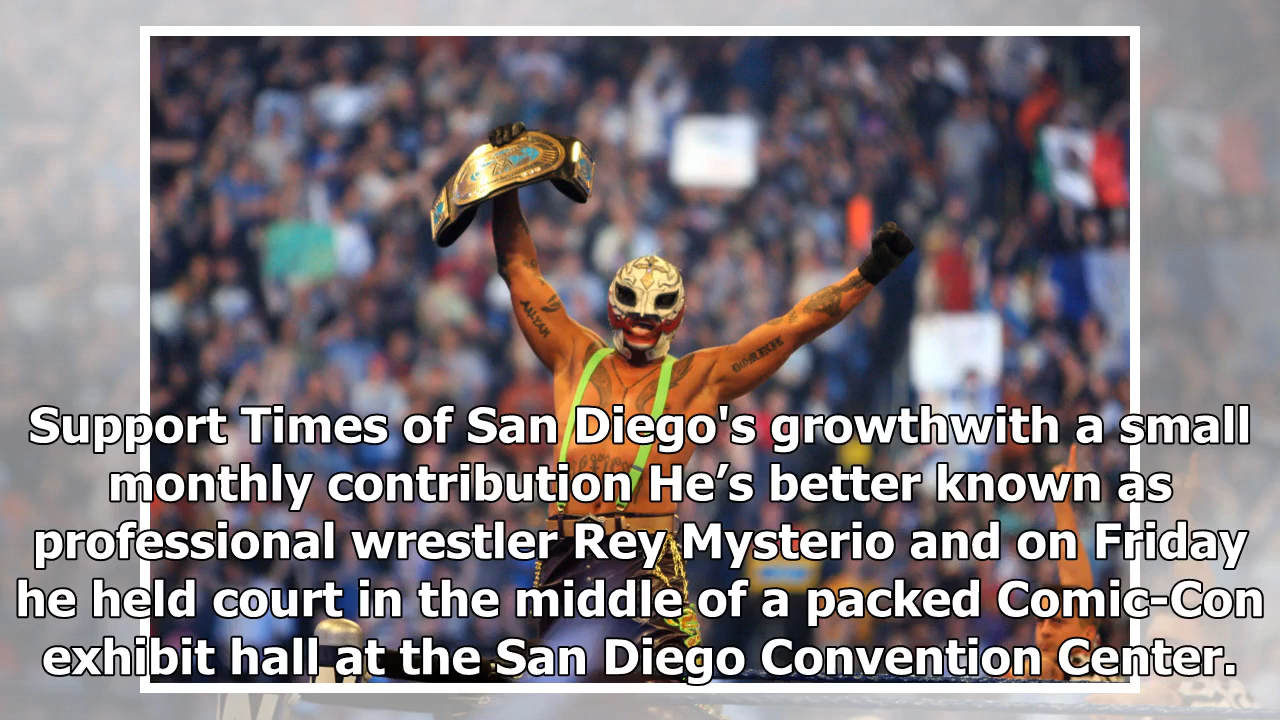 AALYAH
DOMINIK
Support Times of San Diego's growthwith a small
monthly contribution He’s better known as
professional wrestler Rey Mysterio and on Friday
he held court in the middle of a packed Comic-Con
exhibit hall at the San Diego Convention Center.